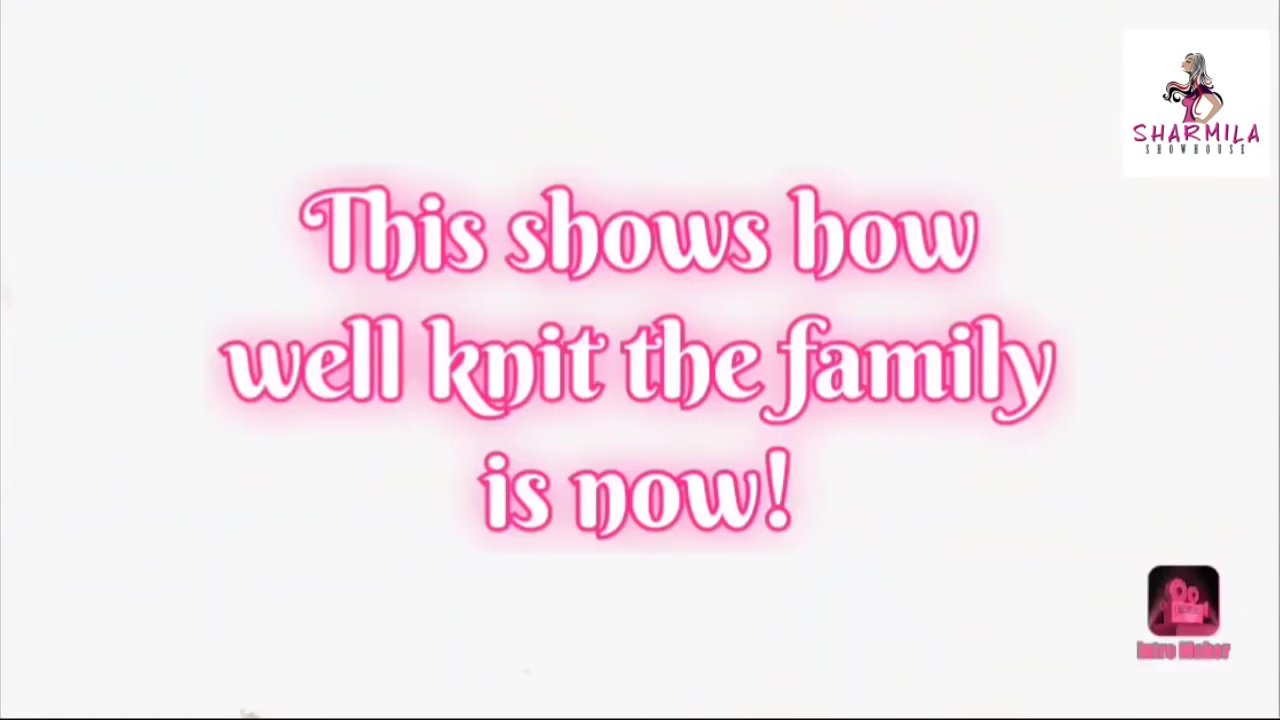 SHARMILA
SHOWHOUSE
This shows how
well knit the family
is now!
Intro Maker